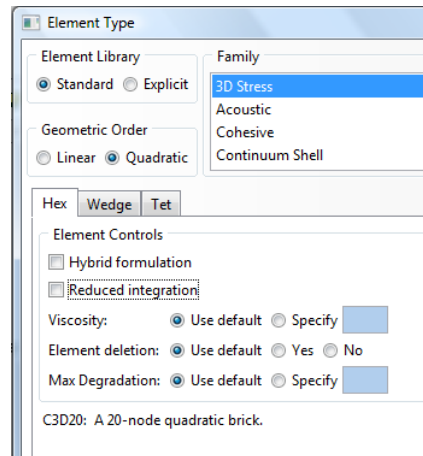 Element Type
Element Library
Standard Explicit
Family
3D Stress
Acoustic
Cohesive
Continuum Shell
Geometric Order
Linear Quadratic
Hex Wedge Tet
Element Controls
Hybrid formulation
Reduced integration
Viscosity: Use default Specify
Element deletion: Use default Yes No
Max Degradation: Use default Specify
C3D20: A 20-node quadratic brick.